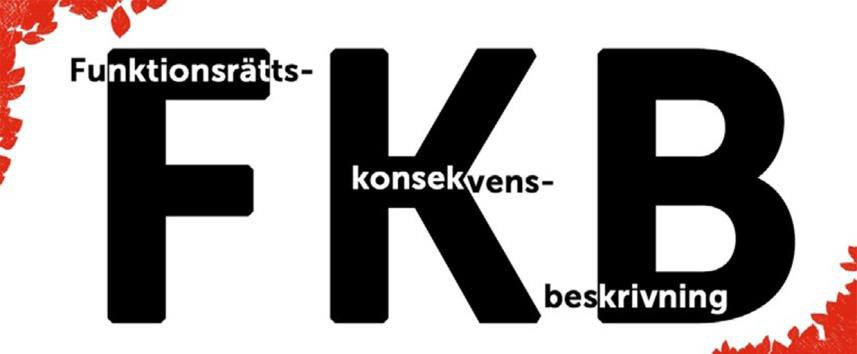 FKB
Funktionsrätts-
konsekvens-
beskrivning